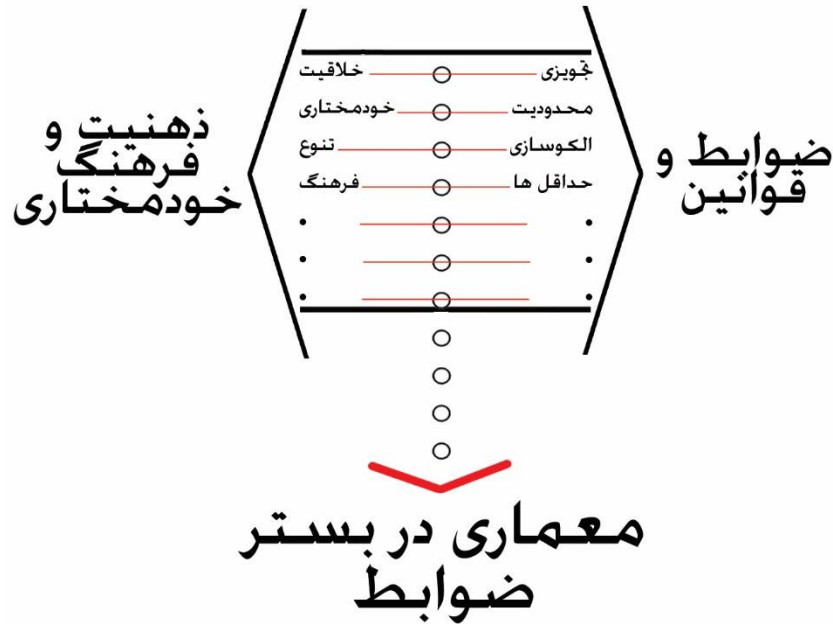 تجویزی خلاقیت
محدودیت خودمختاری
الکوسازی تنوع
حداقل ها فرهنگ
ضوابط و
قوانین
ذهنیت و
فرهنگ
خودمختاری
معماری در بستر
ضوابط